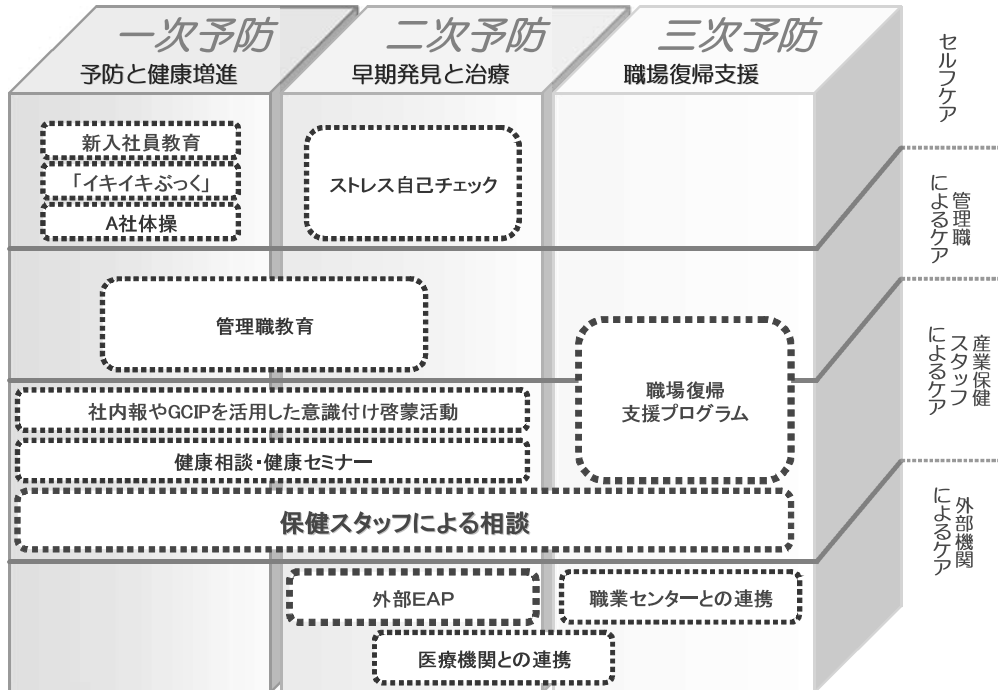 一次予防
予防と健康増進
二次予防
早期発見と治療
三次予防
職場復帰支援
セルフケア
新入社員教育
「イキイキぶっく」
A社体操
ストレス自己チェック
管理職
によるケア
管理職教育
職場復帰
支援プログラム
産業保健
スタッフ
によるケア
社内報やGCIPを活用した意識付け啓蒙活動
健康相談・健康セミナー
保健スタッフによる相談
外部機関
によるケア
外部EAP
職業センターとの連携
医療機関との連携